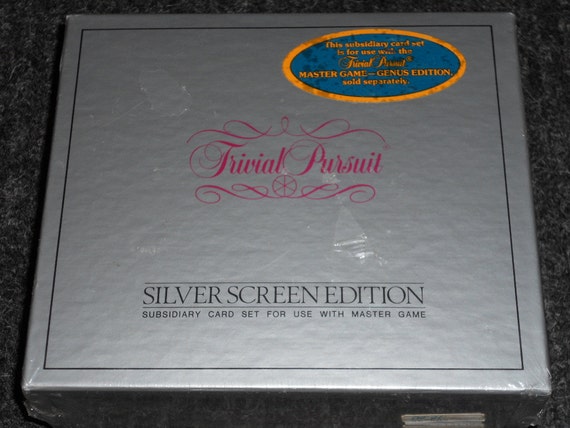 This subsidiary card set
is for use with the
Trivial Pursuit®
MASTER GAME—GENUS EDITION,
sold separately.
Trivial Pursuit®
SILVER SCREEN EDITION
SUBSIDIARY CARD SET FOR USE WITH MASTER GAME